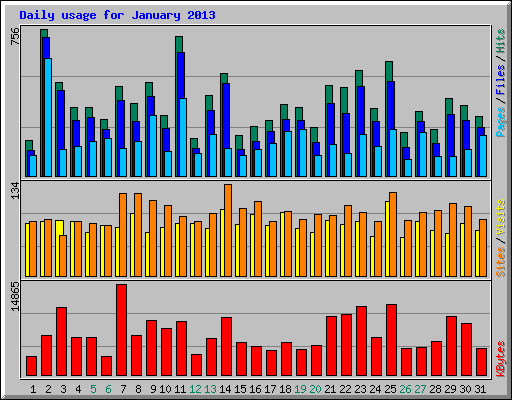 Daily usage for January 2013
756
Pages / Files / Hits
134
Sites / Visits
14865
KBytes
1 2 3 4 5 6 7 8 9 10 11 12 13 14 15 16 17 18 19 20 21 22 23 24 25 26 27 28 29 30 31